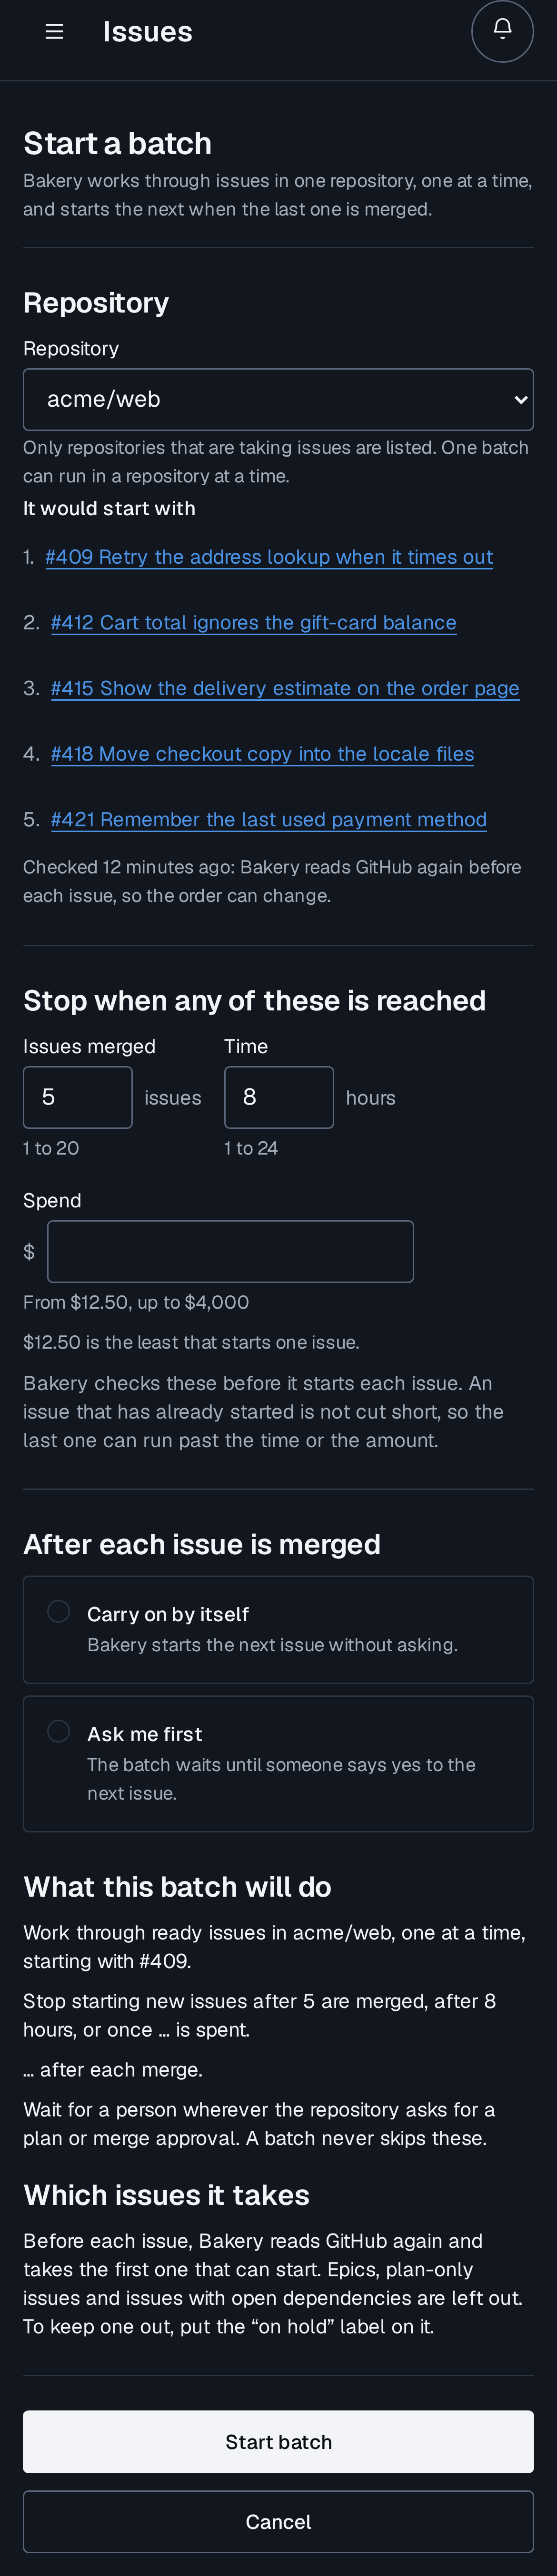 Issues
Start a batch
Bakery works through issues in one repository, one at a time,
and starts the next when the last one is merged.
Repository
Repository
acme/web
Only repositories that are taking issues are listed. One batch
can run in a repository at a time.
It would start with
1. #409 Retry the address lookup when it times out
2. #412 Cart total ignores the gift-card balance
3. #415 Show the delivery estimate on the order page
4. #418 Move checkout copy into the locale files
5. #421 Remember the last used payment method
Checked 12 minutes ago: Bakery reads GitHub again before
each issue, so the order can change.
Stop when any of these is reached
Issues merged Time
5 issues 8 hours
1 to 20 1 to 24
Spend
$
From $12.50, up to $4,000
$12.50 is the least that starts one issue.
Bakery checks these before it starts each issue. An
issue that has already started is not cut short, so the
last one can run past the time or the amount.
After each issue is merged
Carry on by itself
Bakery starts the next issue without asking.
Ask me first
The batch waits until someone says yes to the
next issue.
What this batch will do
Work through ready issues in acme/web, one at a time,
starting with #409.
Stop starting new issues after 5 are merged, after 8
hours, or once … is spent.
… after each merge.
Wait for a person wherever the repository asks for a
plan or merge approval. A batch never skips these.
Which issues it takes
Before each issue, Bakery reads GitHub again and
takes the first one that can start. Epics, plan-only
issues and issues with open dependencies are left out.
To keep one out, put the “on hold” label on it.
Start batch
Cancel